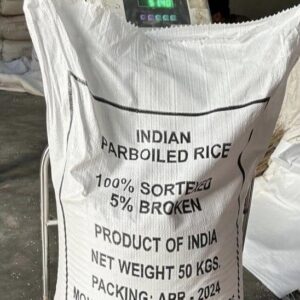 INDIAN
PARBOILED RICE
100% SORTEXED
5% BROKEN
PRODUCT OF INDIA
NET WEIGHT 50 KGS.
PACKING: APR - 2024